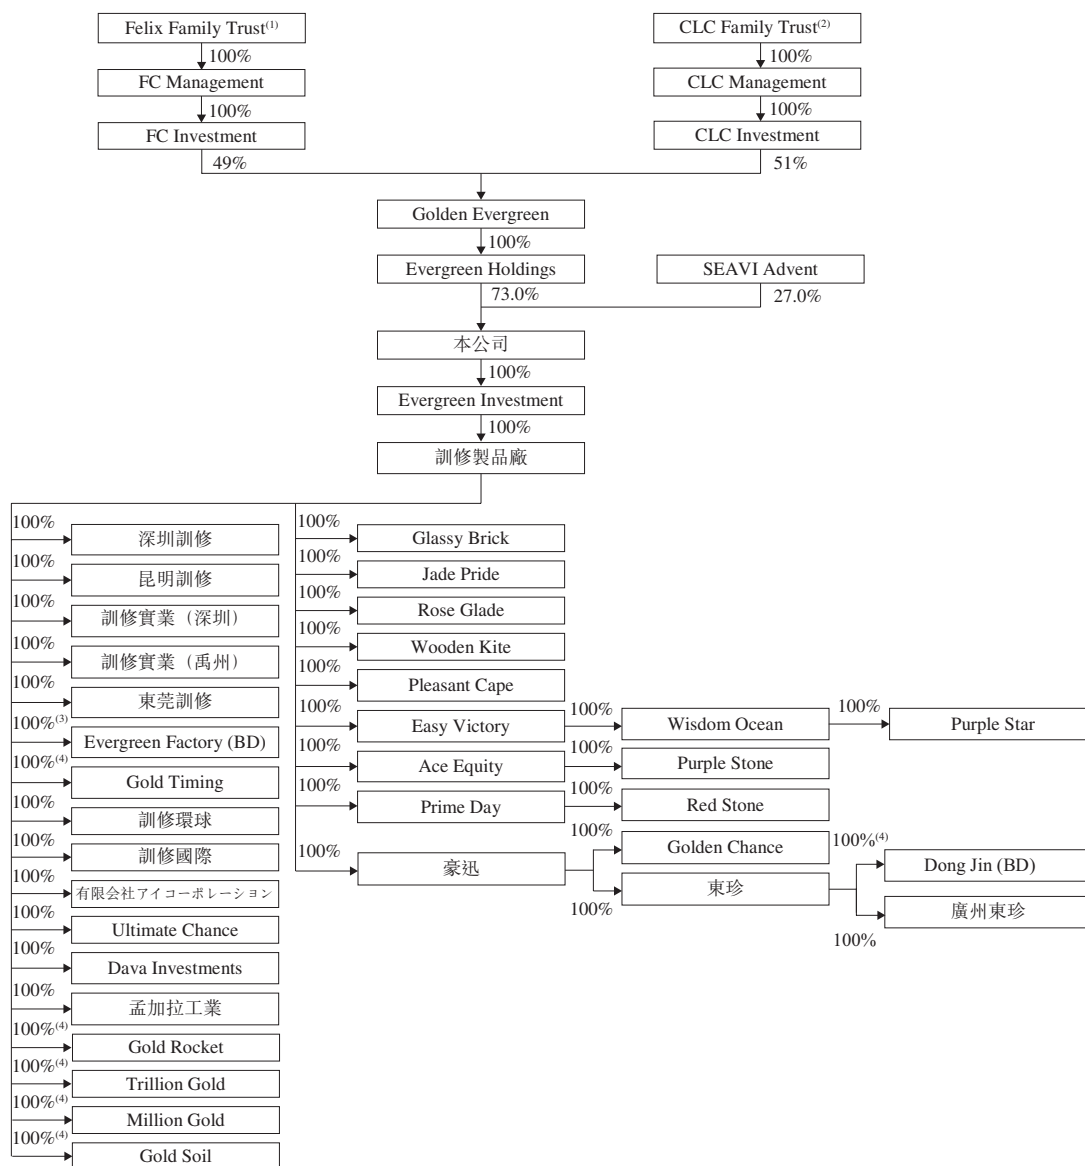 Felix Family Trust(1)
CLC Family Trust(2)
100%
100%
FC Management
CLC Management
100%
100%
FC Investment
CLC Investment
49%
51%
Golden Evergreen
100%
Evergreen Holdings
SEAVI Advent
73.0%
27.0%
本公司
100%
Evergreen Investment
100%
訓修製品廠
100%
深圳訓修
100%
昆明訓修
100%
訓修實業（深圳）
100%
訓修實業（禹州）
100%
東莞訓修
100%(3)
Evergreen Factory (BD)
100%(4)
Gold Timing
100%
訓修環球
100%
訓修國際
100%
有限会社アイコーポレーション
100%
Ultimate Chance
100%
Dava Investments
100%
孟加拉工業
100%(4)
Gold Rocket
100%(4)
Trillion Gold
100%(4)
Million Gold
100%(4)
Gold Soil
100%
Glassy Brick
100%
Jade Pride
100%
Rose Glade
100%
Wooden Kite
100%
Pleasant Cape
100%
Easy Victory
100%
Wisdom Ocean
100%
Purple Star
100%
Ace Equity
100%
Purple Stone
100%
Prime Day
100%
Red Stone
100%
豪迅
100%
Golden Chance
100%
東珍
100%(4)
Dong Jin (BD)
100%
廣州東珍